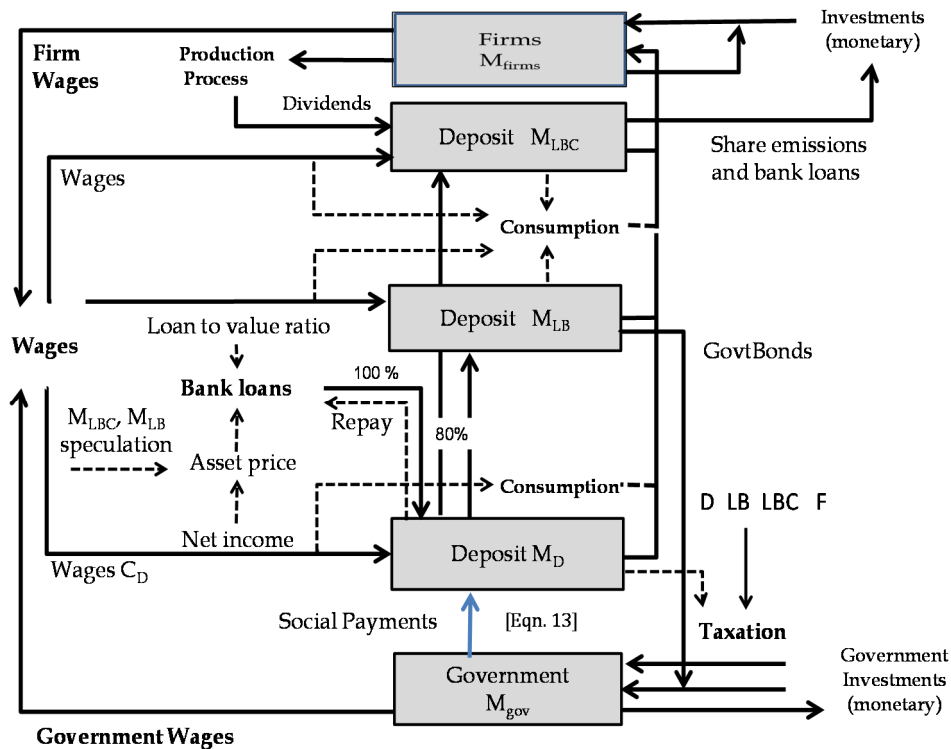 Firms
M_firms
Investments
(monetary)
Firm
Wages
Production
Process
Dividends
Deposit M_LBC
Share emissions
and bank loans
Wages
Consumption
Deposit M_LB
Loan to value ratio
GovtBonds
Wages
Bank loans
100 %
Repay
80%
M_LBC, M_LB
speculation
Asset price
Consumption
D LB LBC F
Net income
Deposit M_D
Wages C_D
Social Payments
[Eqn. 13]
Taxation
Government
M_gov
Government
Investments
(monetary)
Government Wages